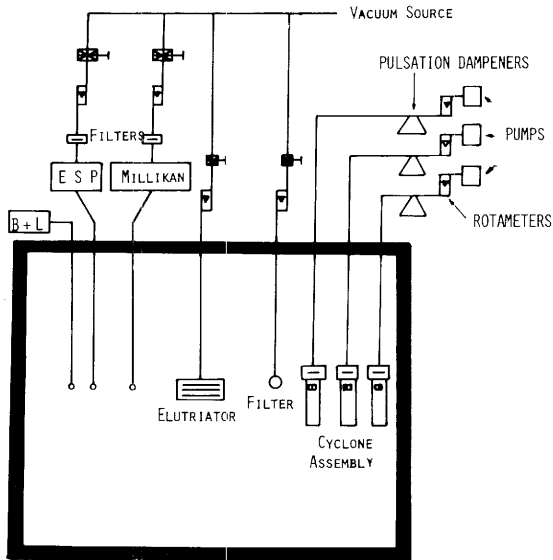 VACUUM SOURCE
PULSATION DAMPENERS
FILTERS
PUMPS
E S P
MILLIKAN
B + L
ROTAMETERS
ELUTRIATOR
FILTER
CYCLONE
ASSEMBLY